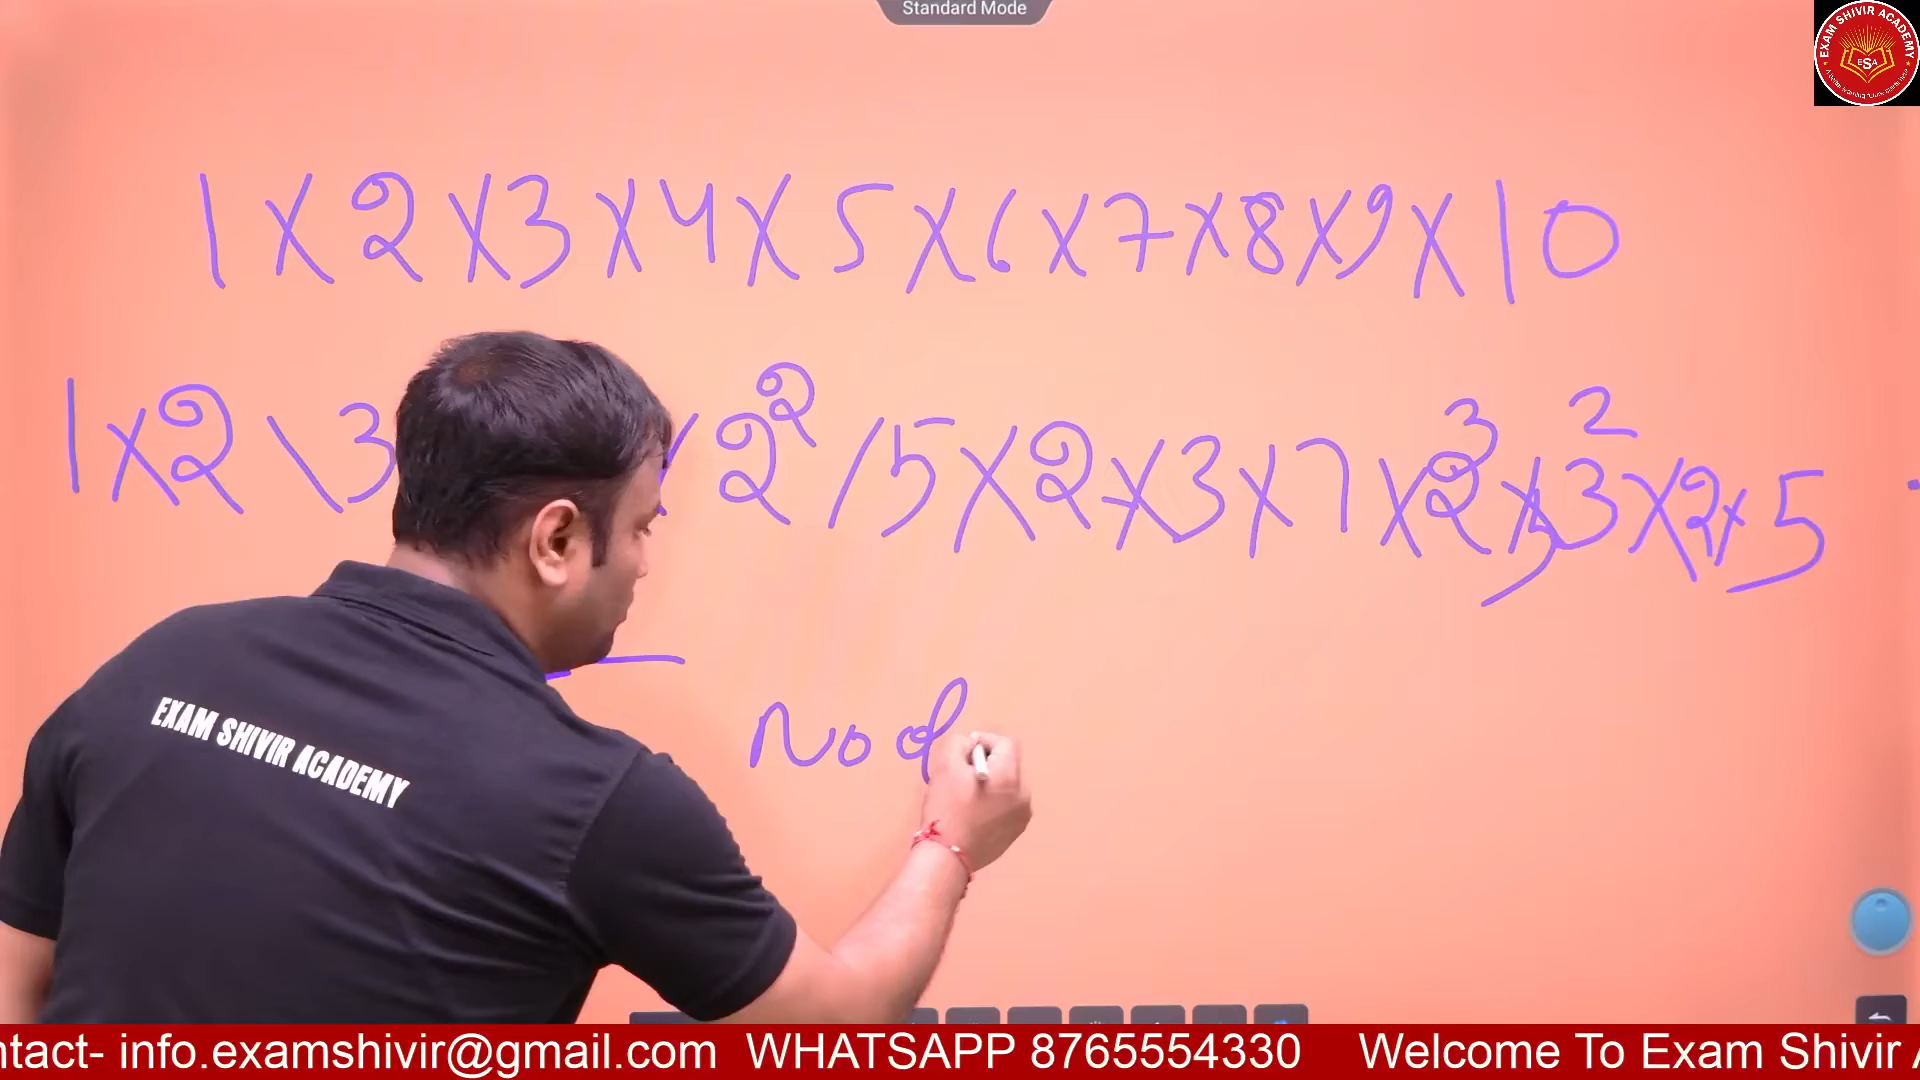 Standard Mode
EXAM SHIVIR ACADEMY
ESA
1 X 2 X 3 X 4 X 5 X 6 X 7 X 8 X 9 X 10
1 X 2 \ 3 2² / 5 X 2 X 3 X 7 X 2³ X 3² X 2 X 5
No of
EXAM SHIVIR ACADEMY
ntact- info.examshivir@gmail.com WHATSAPP 8765554330 Welcome To Exam Shivir A